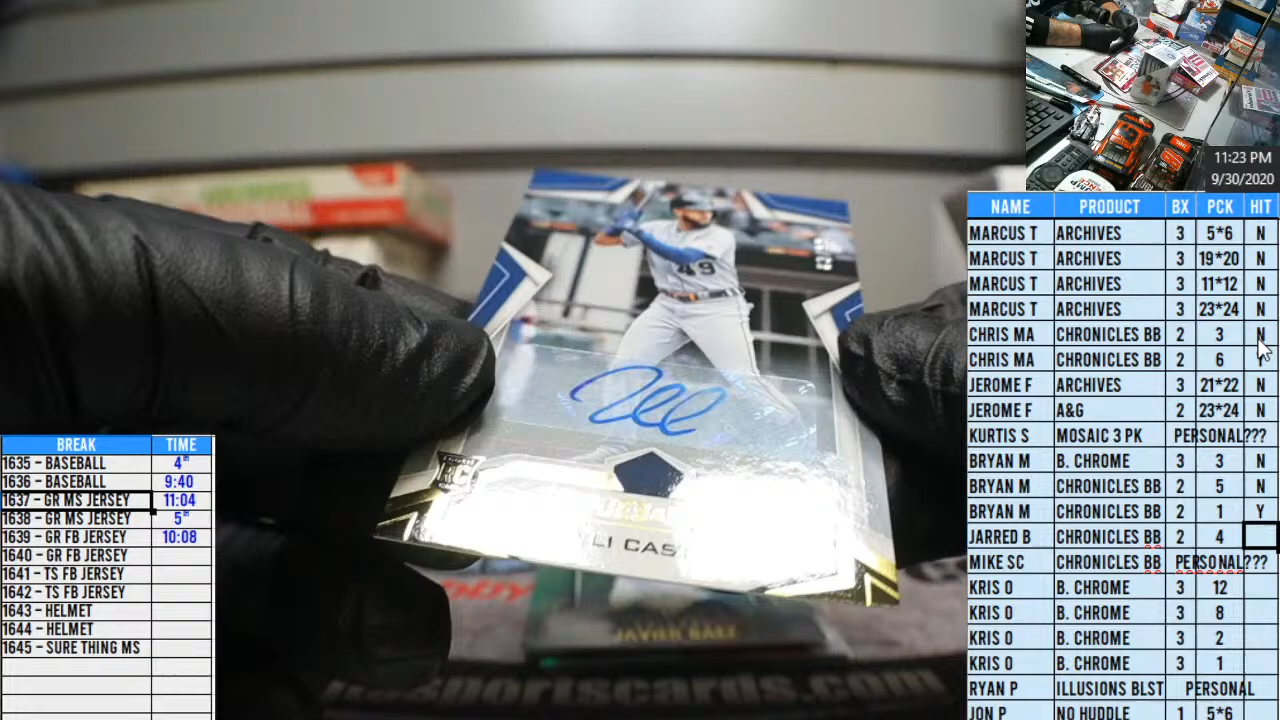 11:23 PM
9/30/2020
NAME PRODUCT BX PCK HIT
MARCUS T ARCHIVES 3 5*6 N
MARCUS T ARCHIVES 3 19*20 N
MARCUS T ARCHIVES 3 11*12 N
MARCUS T ARCHIVES 3 23*24 N
CHRIS MA CHRONICLES BB 2 3 N
CHRIS MA CHRONICLES BB 2 6
JEROME F ARCHIVES 3 21*22 N
JEROME F A&G 2 23*24 N
KURTIS S MOSAIC 3 PK PERSONAL???
BRYAN M B. CHROME 3 3 N
BRYAN M CHRONICLES BB 2 5 N
BRYAN M CHRONICLES BB 2 1 Y
JARRED B CHRONICLES BB 2 4
MIKE SC CHRONICLES BB PERSONAL???
KRIS O B. CHROME 3 12
KRIS O B. CHROME 3 8
KRIS O B. CHROME 3 2
KRIS O B. CHROME 3 1
RYAN P ILLUSIONS BLST PERSONAL
JON P NO HUDDLE 1 5*6
BREAK TIME
1635 – BASEBALL 4th
1636 – BASEBALL 9:40
1637 – GR MS JERSEY 11:04
1638 – GR MS JERSEY 5th
1639 – GR FB JERSEY 10:08
1640 – GR FB JERSEY
1641 – TS FB JERSEY
1642 – TS FB JERSEY
1643 – HELMET
1644 – HELMET
1645 – SURE THING MS
49
RC
LI CAS
JAVIER BAEZ
sportscards.com